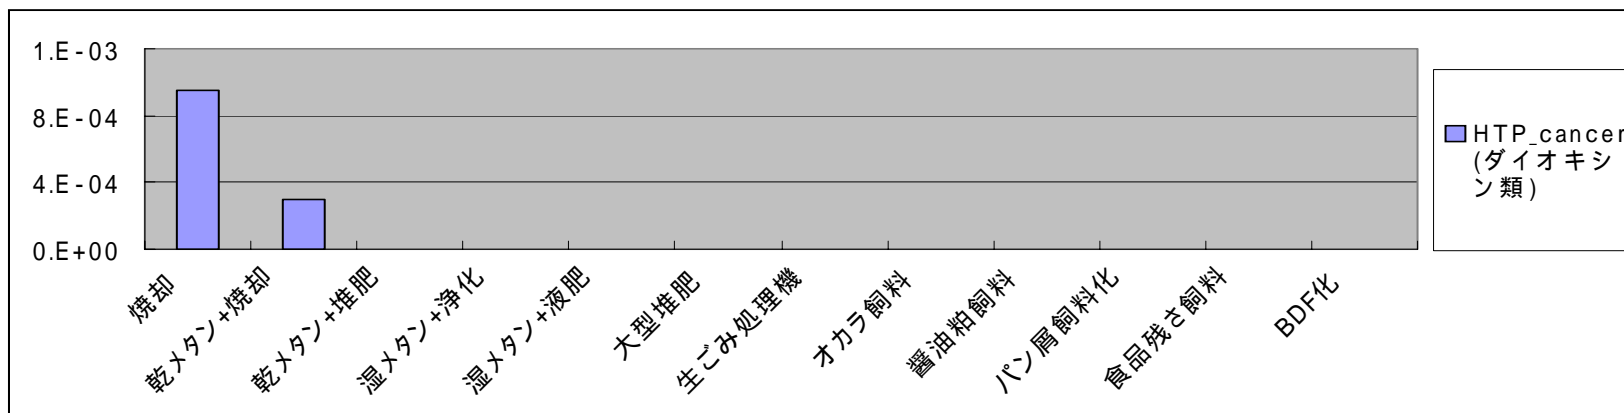 1.E-03
8.E-04
4.E-04
0.E+00
焼却
乾メタン+焼却
乾メタン+堆肥
湿メタン+浄化
湿メタン+液肥
大型堆肥
生ごみ処理機
オカラ飼料
醤油粕飼料
パン屑飼料化
食品残さ飼料
BDF化
HTP_cancer
(ダイオキシ
ン類)